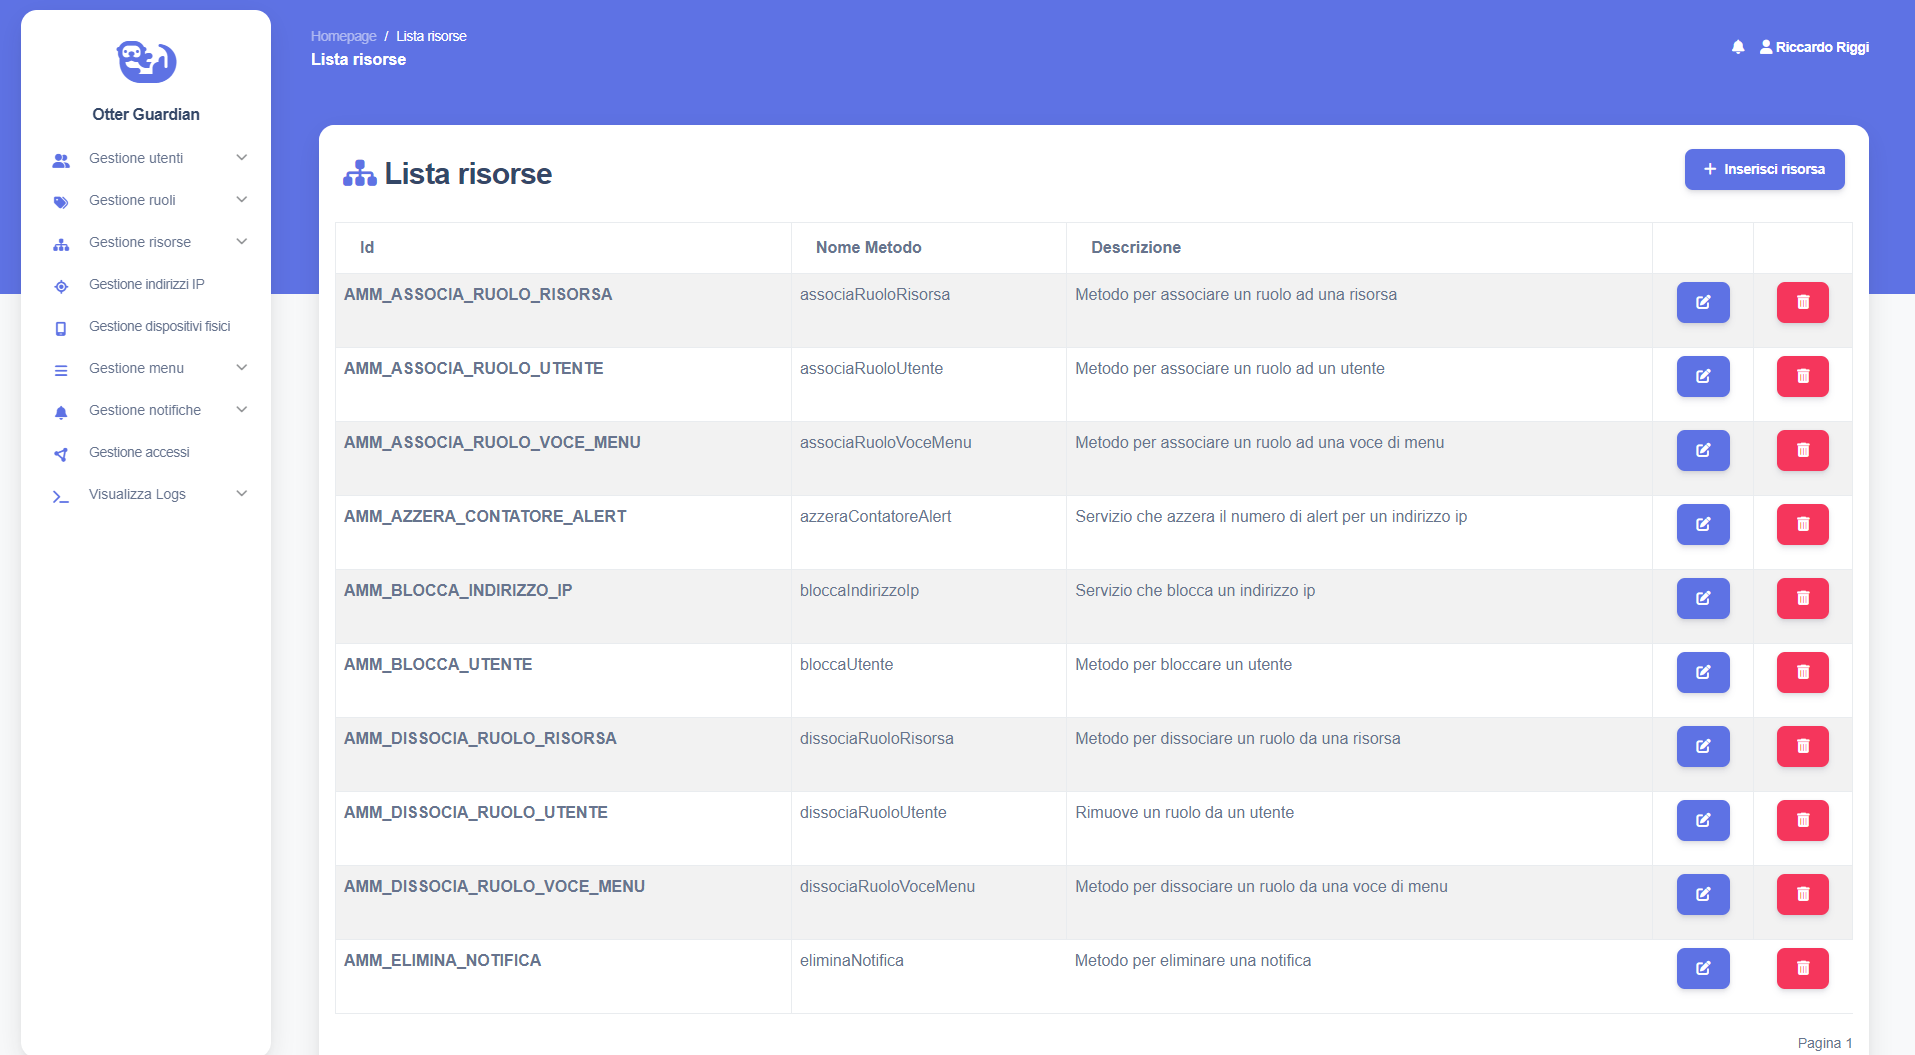 Homepage / Lista risorse
Lista risorse
Riccardo Riggi
Otter Guardian
Gestione utenti
Gestione ruoli
Gestione risorse
Gestione indirizzi IP
Gestione dispositivi fisici
Gestione menu
Gestione notifiche
Gestione accessi
Visualizza Logs
Lista risorse
Inserisci risorsa
Id Nome Metodo Descrizione
AMM_ASSOCIA_RUOLO_RISORSA associaRuoloRisorsa Metodo per associare un ruolo ad una risorsa
AMM_ASSOCIA_RUOLO_UTENTE associaRuoloUtente Metodo per associare un ruolo ad un utente
AMM_ASSOCIA_RUOLO_VOCE_MENU associaRuoloVoceMenu Metodo per associare un ruolo ad una voce di menu
AMM_AZZERA_CONTATORE_ALERT azzeraContatoreAlert Servizio che azzera il numero di alert per un indirizzo ip
AMM_BLOCCA_INDIRIZZO_IP bloccaIndirizzoIp Servizio che blocca un indirizzo ip
AMM_BLOCCA_UTENTE bloccaUtente Metodo per bloccare un utente
AMM_DISSOCIA_RUOLO_RISORSA dissociaRuoloRisorsa Metodo per dissociare un ruolo da una risorsa
AMM_DISSOCIA_RUOLO_UTENTE dissociaRuoloUtente Rimuove un ruolo da un utente
AMM_DISSOCIA_RUOLO_VOCE_MENU dissociaRuoloVoceMenu Metodo per dissociare un ruolo da una voce di menu
AMM_ELIMINA_NOTIFICA eliminaNotifica Metodo per eliminare una notifica
Pagina 1